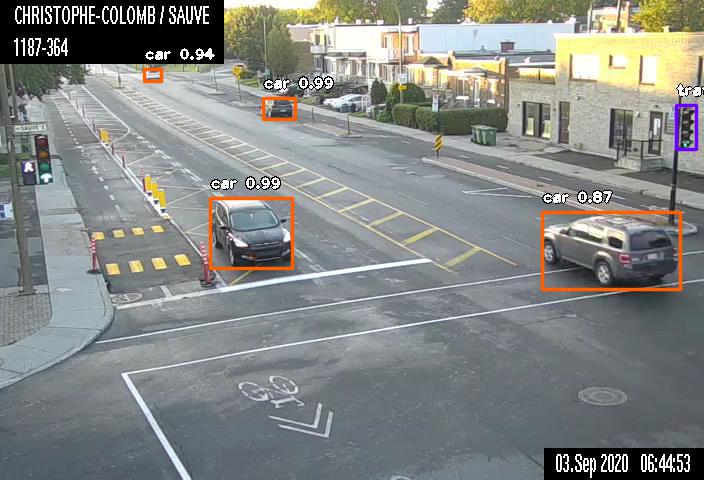 CHRISTOPHE-COLOMB / SAUVE
1187-364
car 0.94
car 0.99
tra
SAUVE
car 0.99
car 0.87
03.Sep 2020 06:44:53